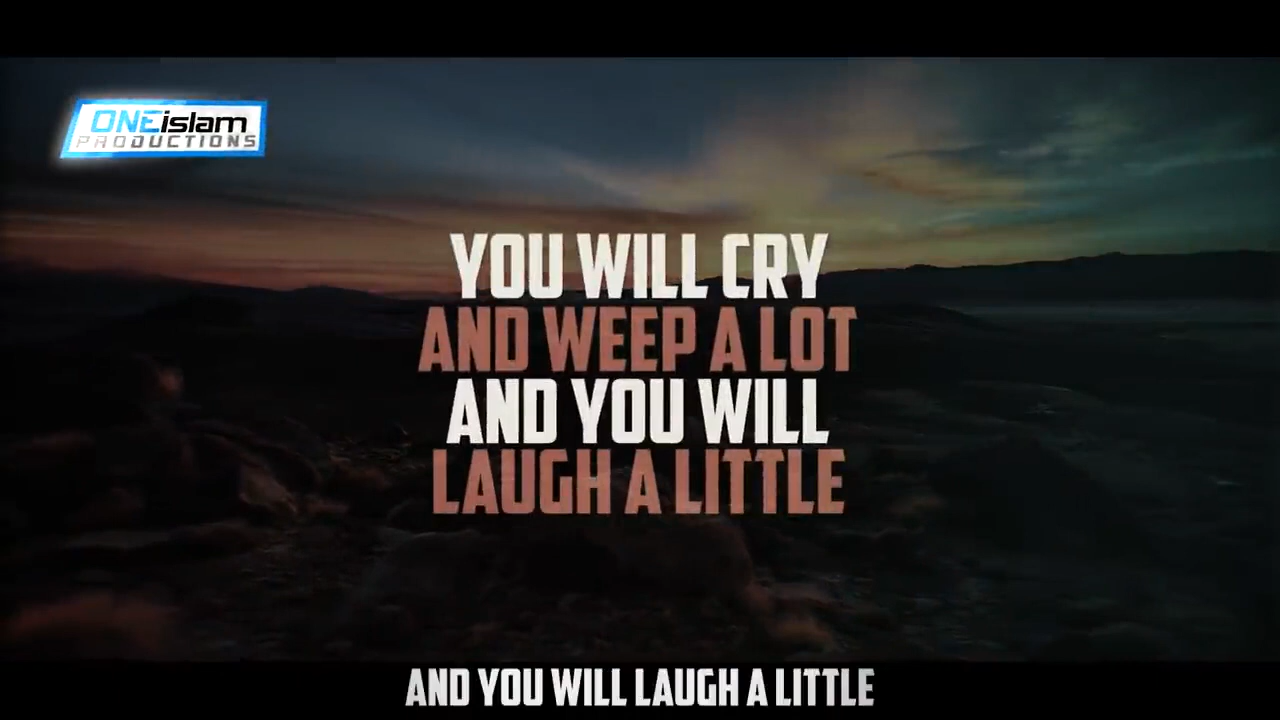 ONEislam
PRODUCTIONS
YOU WILL CRY
AND WEEP A LOT
AND YOU WILL
LAUGH A LITTLE
AND YOU WILL LAUGH A LITTLE